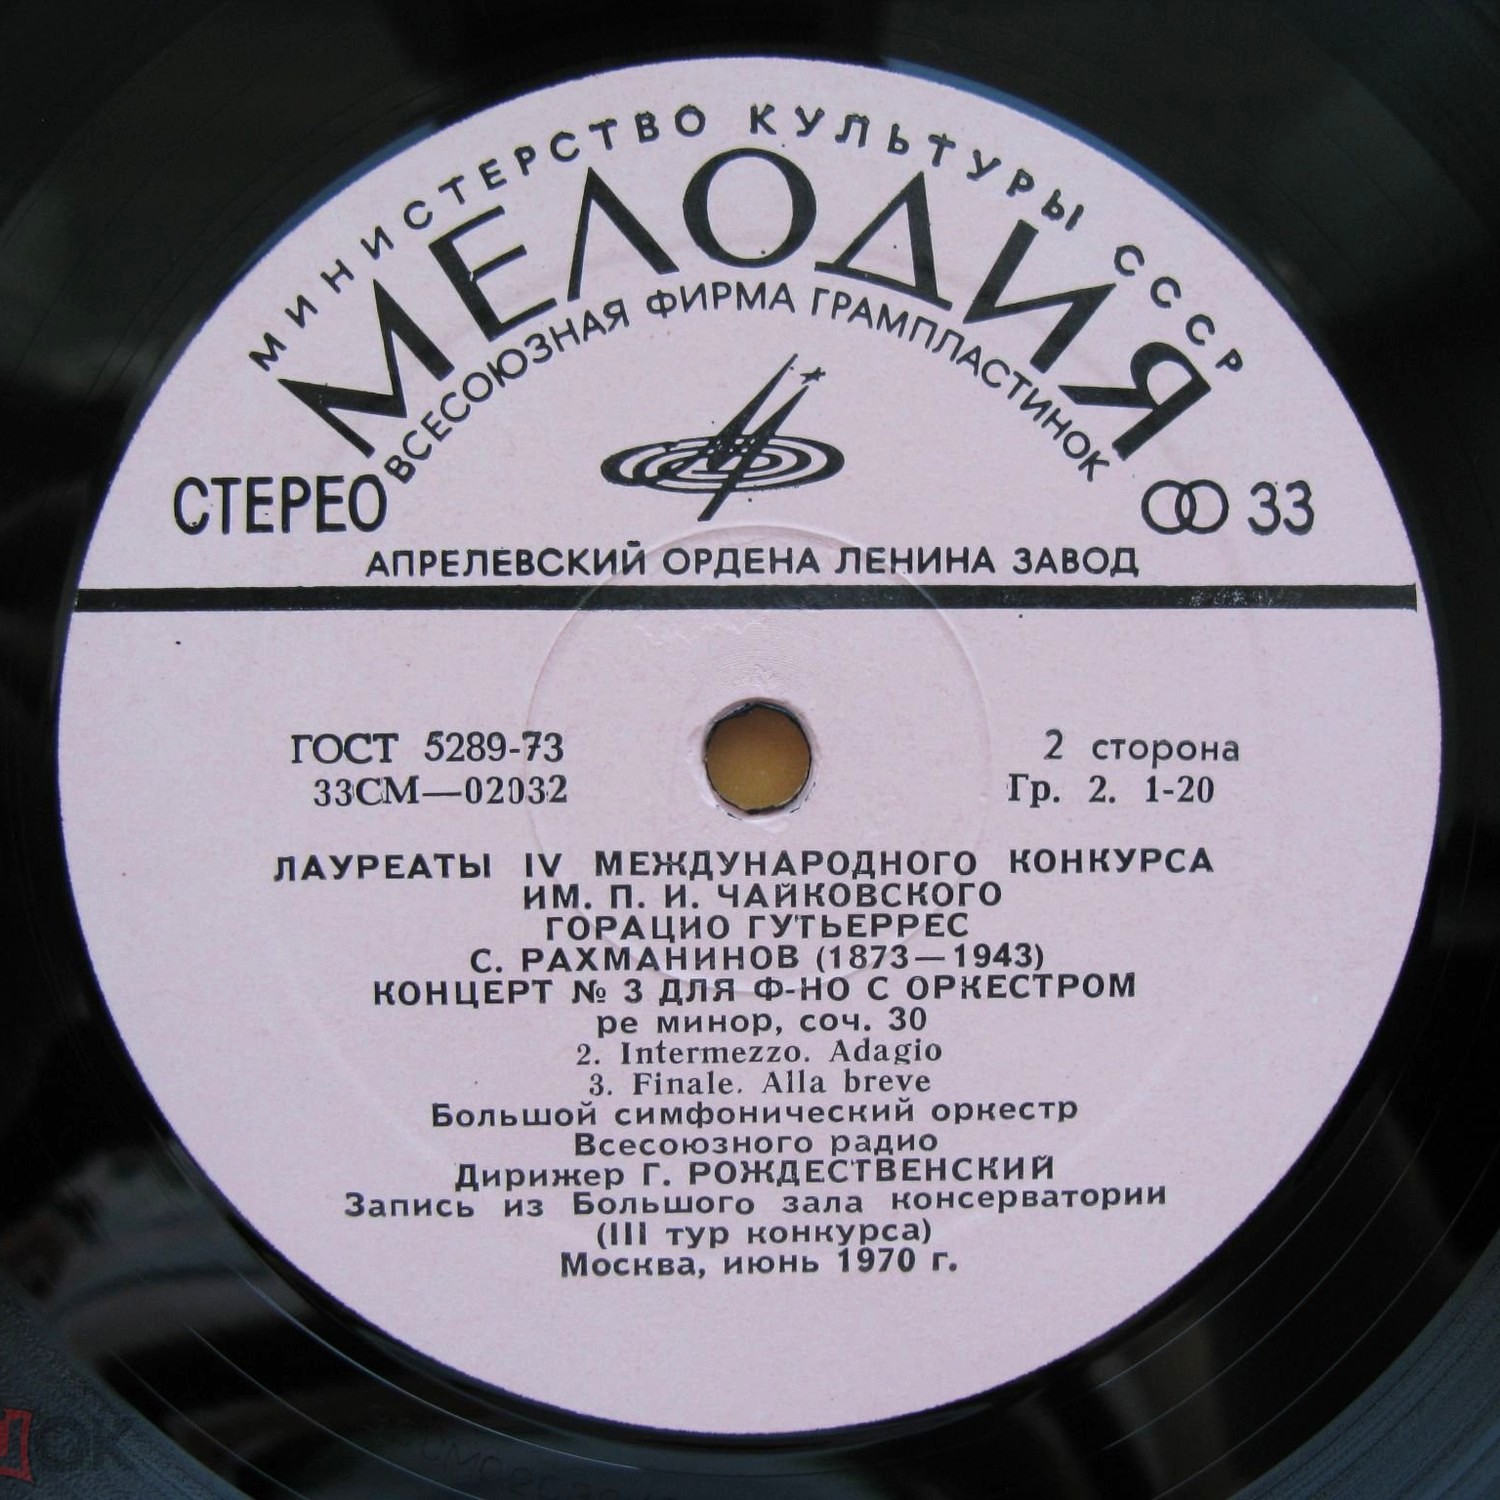 МИНИСТЕРСТВО КУЛЬТУРЫ СССР
МЕЛОДИЯ
ВСЕСОЮЗНАЯ ФИРМА ГРАМПЛАСТИНОК
СТЕРЕО
33
АПРЕЛЕВСКИЙ ОРДЕНА ЛЕНИНА ЗАВОД
ГОСТ 5289-73
2 сторона
33СМ—02032
Гр. 2. 1-20
ЛАУРЕАТЫ IV МЕЖДУНАРОДНОГО КОНКУРСА
ИМ. П. И. ЧАЙКОВСКОГО
ГОРАЦИО ГУТЬЕРРЕС
С. РАХМАНИНОВ (1873—1943)
КОНЦЕРТ № 3 ДЛЯ Ф-НО С ОРКЕСТРОМ
ре минор, соч. 30
2. Intermezzo. Adagio
3. Finale. Alla breve
Большой симфонический оркестр
Всесоюзного радио
Дирижер Г. РОЖДЕСТВЕНСКИЙ
Запись из Большого зала консерватории
(III тур конкурса)
Москва, июнь 1970 г.